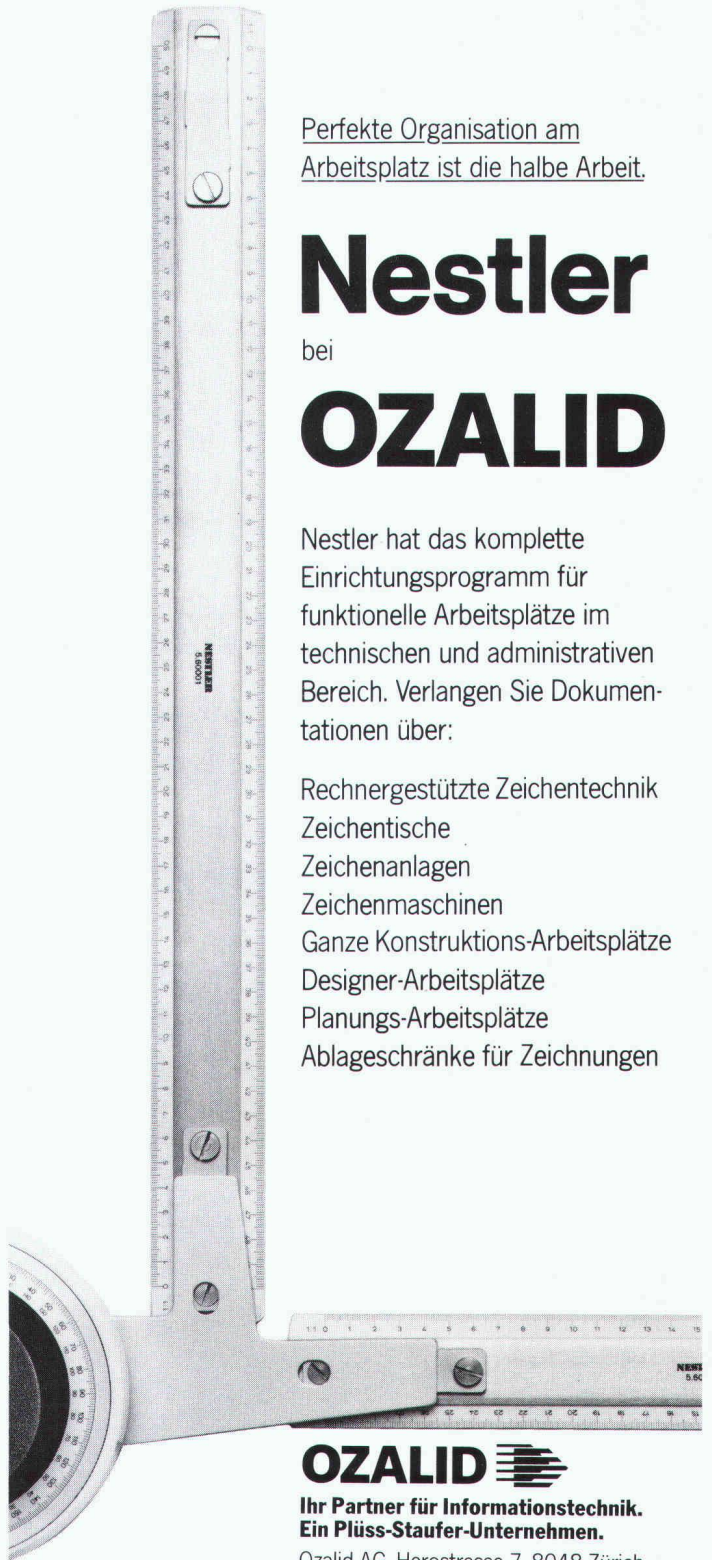 Perfekte Organisation am
Arbeitsplatz ist die halbe Arbeit.
Nestler
bei
OZALID
Nestler hat das komplette
Einrichtungsprogramm für
funktionelle Arbeitsplätze im
technischen und administrativen
Bereich. Verlangen Sie Dokumen-
tationen über:
Rechnergestützte Zeichentechnik
Zeichentische
Zeichenanlagen
Zeichenmaschinen
Ganze Konstruktions-Arbeitsplätze
Designer-Arbeitsplätze
Planungs-Arbeitsplätze
Ablageschränke für Zeichnungen
NESTLER
5.60001
OZALID
Ihr Partner für Informationstechnik.
Ein Plüss-Staufer-Unternehmen.
Ozalid AG, Herostrasse 7, 8048 Zürich